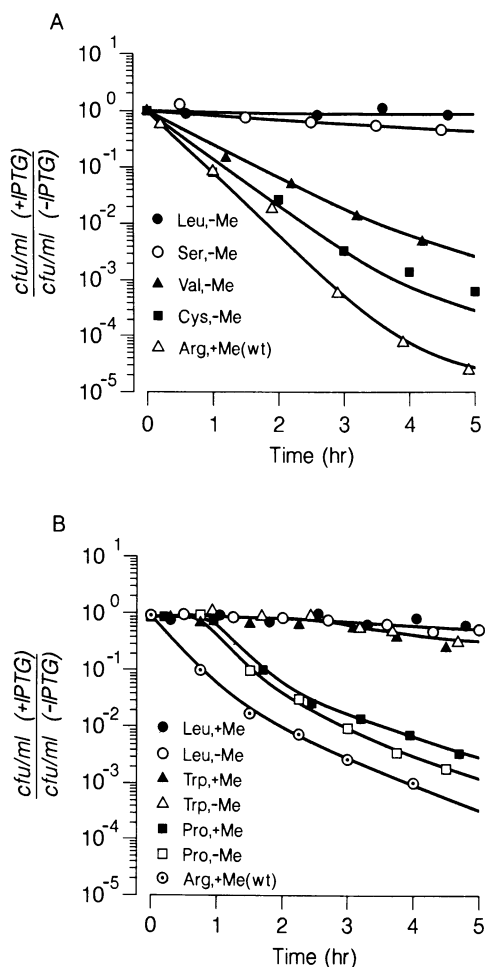 A
cfu/ml (+IPTG)
cfu/ml (-IPTG)
10^1
10^0
10^-1
10^-2
10^-3
10^-4
10^-5
Leu,-Me
Ser,-Me
Val,-Me
Cys,-Me
Arg,+Me(wt)
0 1 2 3 4 5
Time (hr)
B
cfu/ml (+IPTG)
cfu/ml (-IPTG)
10^1
10^0
10^-1
10^-2
10^-3
10^-4
10^-5
Leu,+Me
Leu,-Me
Trp,+Me
Trp,-Me
Pro,+Me
Pro,-Me
Arg,+Me(wt)
0 1 2 3 4 5
Time (hr)